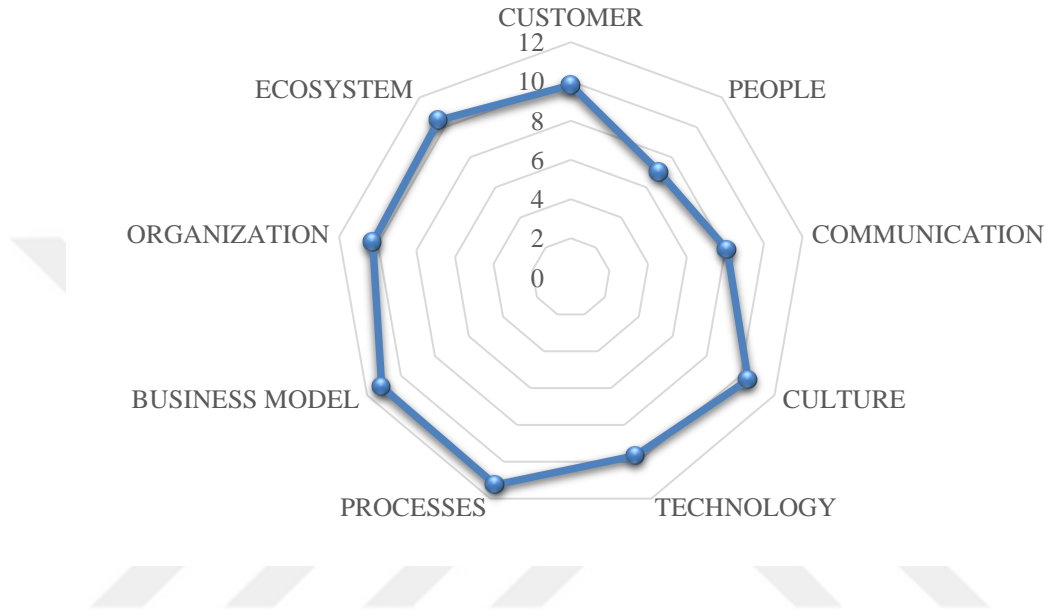 CUSTOMER
12
10
8
6
4
2
0
PEOPLE
COMMUNICATION
CULTURE
TECHNOLOGY
PROCESSES
BUSINESS MODEL
ORGANIZATION
ECOSYSTEM